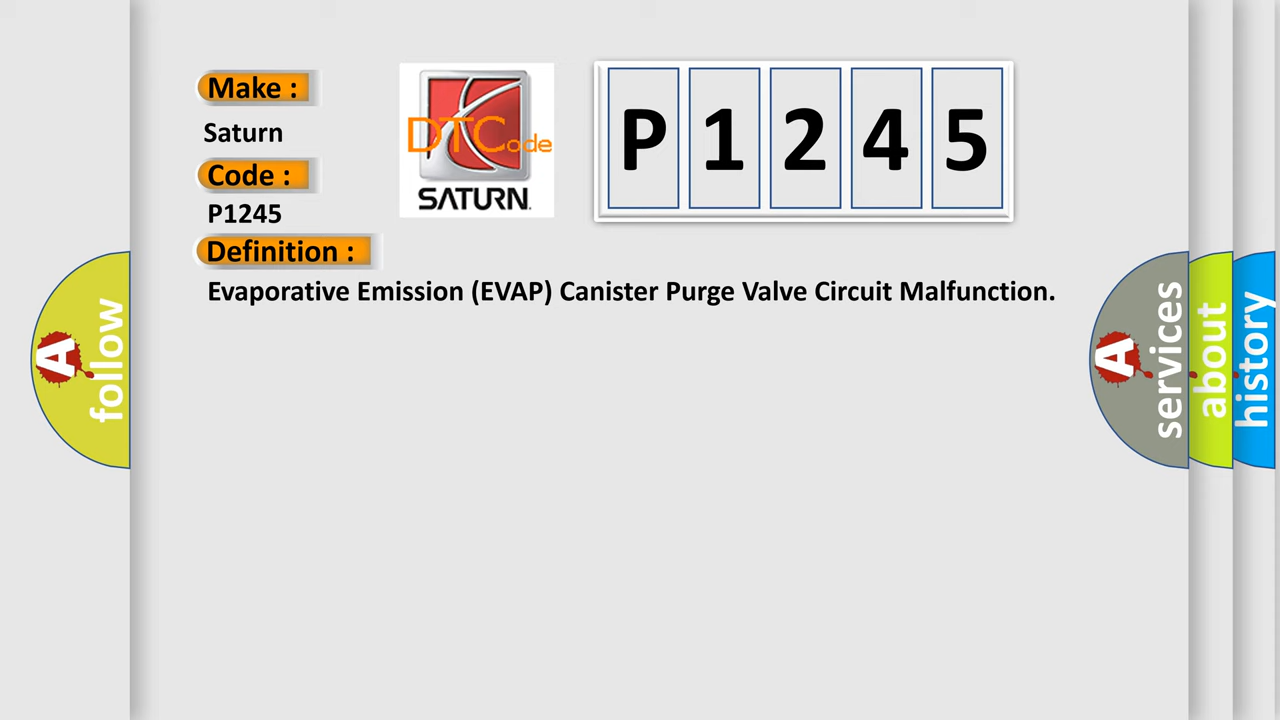 Make :
Saturn
Code :
P1245
Definition :
Evaporative Emission (EVAP) Canister Purge Valve Circuit Malfunction.
DTCode
SATURN
P 1 2 4 5
A
follow
A
services
about
history